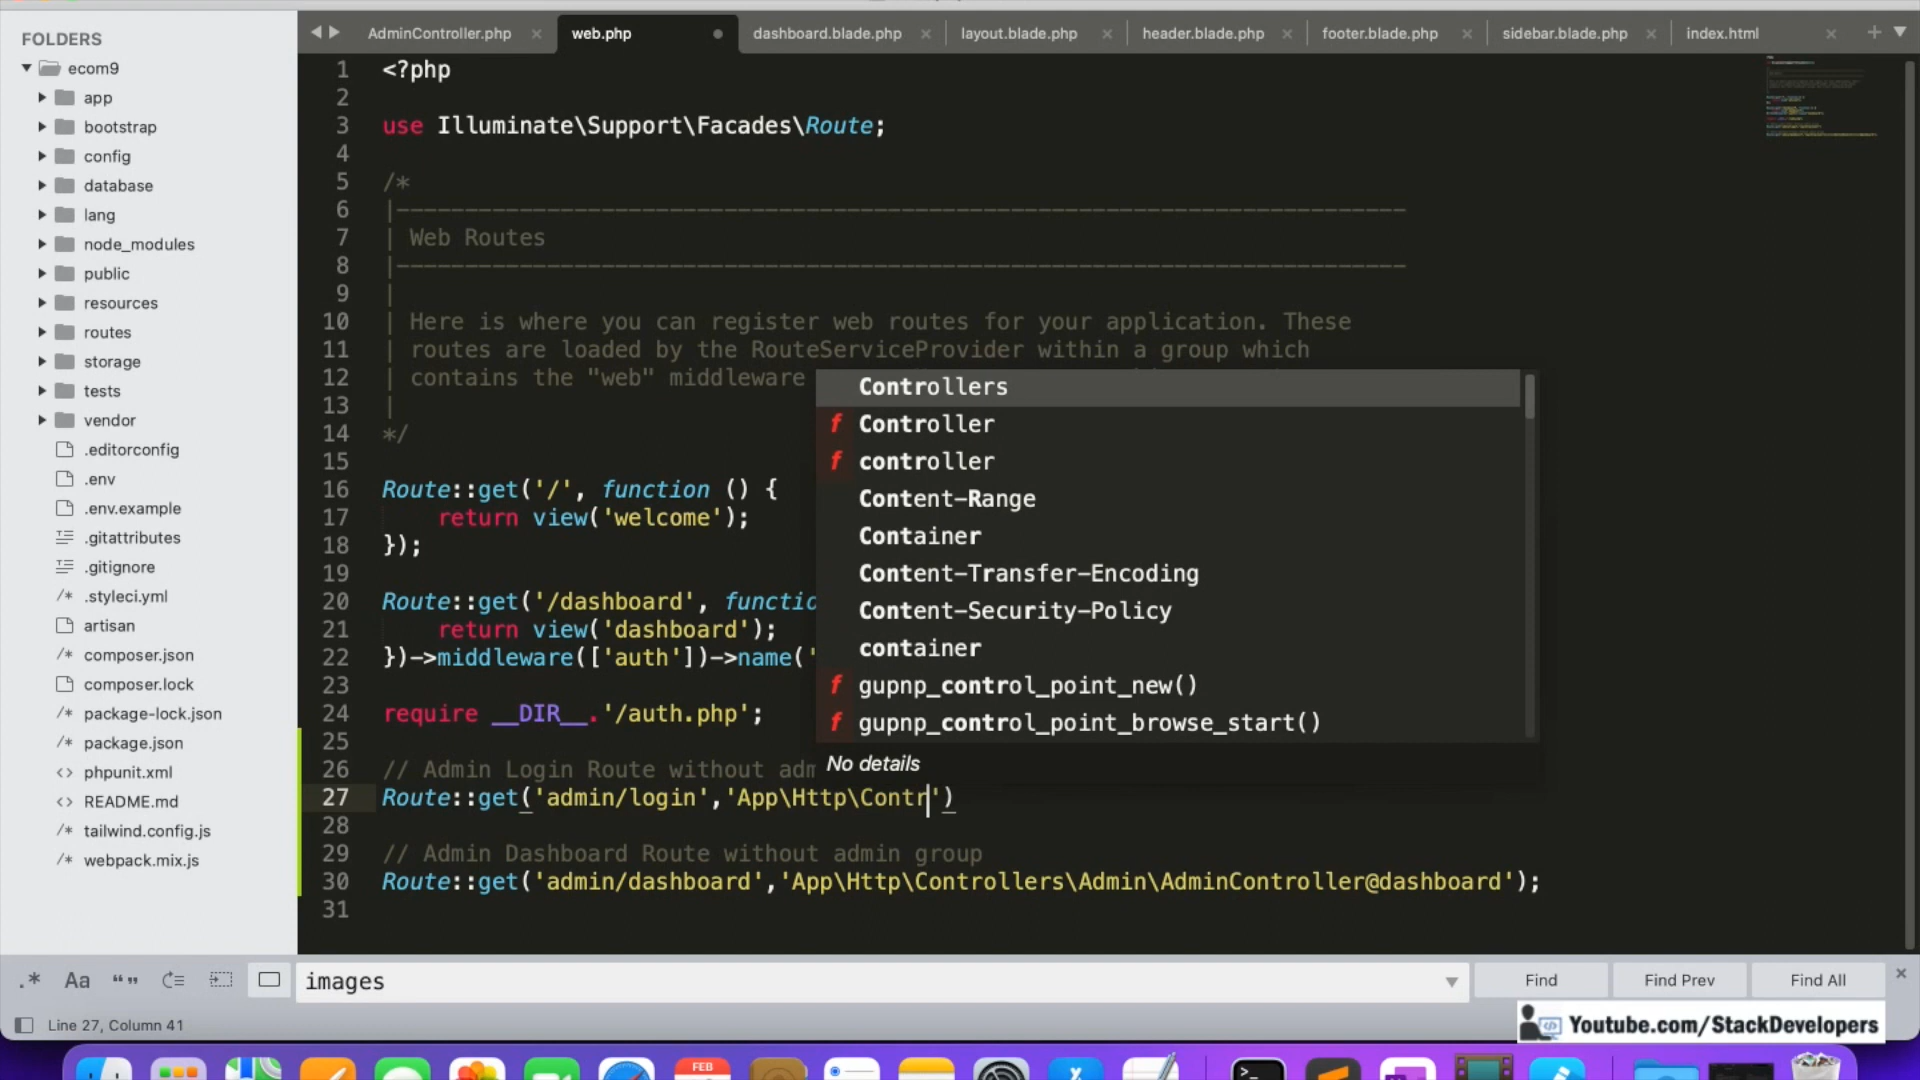 FOLDERS
ecom9
app
bootstrap
config
database
lang
node_modules
public
resources
routes
storage
tests
vendor
.editorconfig
.env
.env.example
.gitattributes
.gitignore
/* .styleci.yml
artisan
/* composer.json
composer.lock
/* package-lock.json
/* package.json
<> phpunit.xml
<> README.md
/* tailwind.config.js
/* webpack.mix.js
AdminController.php
web.php
dashboard.blade.php
layout.blade.php
header.blade.php
footer.blade.php
sidebar.blade.php
index.html
1 <?php
2
3 use Illuminate\Support\Facades\Route;
4
5 /*
6 |--------------------------------------------------------------------------
7 | Web Routes
8 |--------------------------------------------------------------------------
9 |
10 | Here is where you can register web routes for your application. These
11 | routes are loaded by the RouteServiceProvider within a group which
12 | contains the "web" middleware
13 |
14 */
15
16 Route::get('/', function () {
17 return view('welcome');
18 });
19
20 Route::get('/dashboard', functio
21 return view('dashboard');
22 })->middleware(['auth'])->name('
23
24 require __DIR__.'/auth.php';
25
26 // Admin Login Route without adm
27 Route::get('admin/login','App\Http\Contr')
28
29 // Admin Dashboard Route without admin group
30 Route::get('admin/dashboard','App\Http\Controllers\Admin\AdminController@dashboard');
31
Controllers
f Controller
f controller
Content-Range
Container
Content-Transfer-Encoding
Content-Security-Policy
container
f gupnp_control_point_new()
f gupnp_control_point_browse_start()
No details
.* Aa “”
images
Find
Find Prev
Find All
Line 27, Column 41
Youtube.com/StackDevelopers
FEB